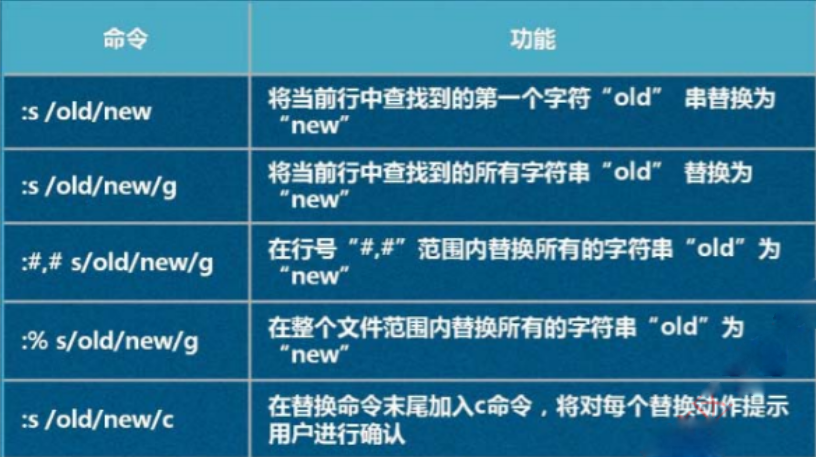 命令
功能
:s /old/new
将当前行中查找到的第一个字符“old” 串替换为
“new”
:s /old/new/g
将当前行中查找到的所有字符串“old” 替换为
“new”
:#,# s/old/new/g
在行号“#,#”范围内替换所有的字符串“old”为
“new”
:% s/old/new/g
在整个文件范围内替换所有的字符串“old”为
“new”
:s /old/new/c
在替换命令末尾加入c命令，将对每个替换动作提示
用户进行确认